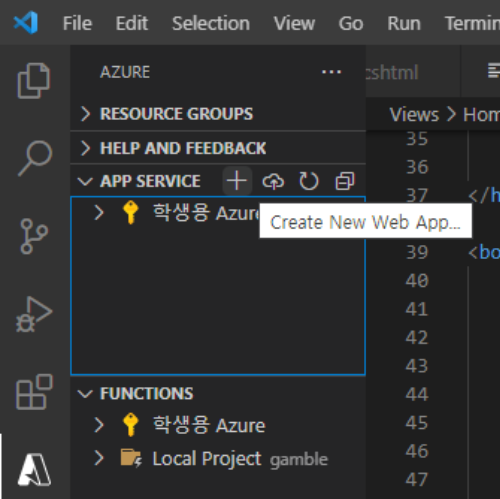 File Edit Selection View Go Run Termin
AZURE ...
cshtml
RESOURCE GROUPS
Views > Hom
HELP AND FEEDBACK
35
36
APP SERVICE
37 </h
学生용 Azure
Create New Web App...
39 <bo
40
41
42
43
FUNCTIONS
44
학생용 Azure
45
Local Project gamble
46
47